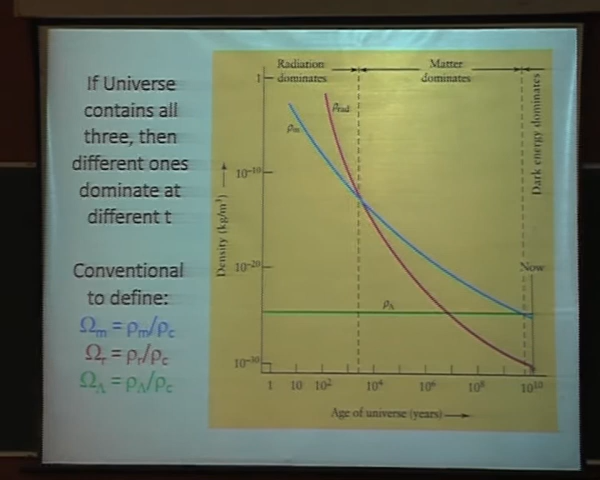 If Universe
contains all
three, then
different ones
dominate at
different t
Conventional
to define:
Ωm = ρm/ρc
Ωr = ρr/ρc
ΩΛ = ρΛ/ρc
Radiation
dominates
Matter
dominates
Dark energy dominates
1
10⁻¹⁰
10⁻²⁰
10⁻³⁰
Density (kg/m³)
ρm
ρrad
ρΛ
Now
1 10 10² 10⁴ 10⁶ 10⁸ 10¹⁰
Age of universe (years)